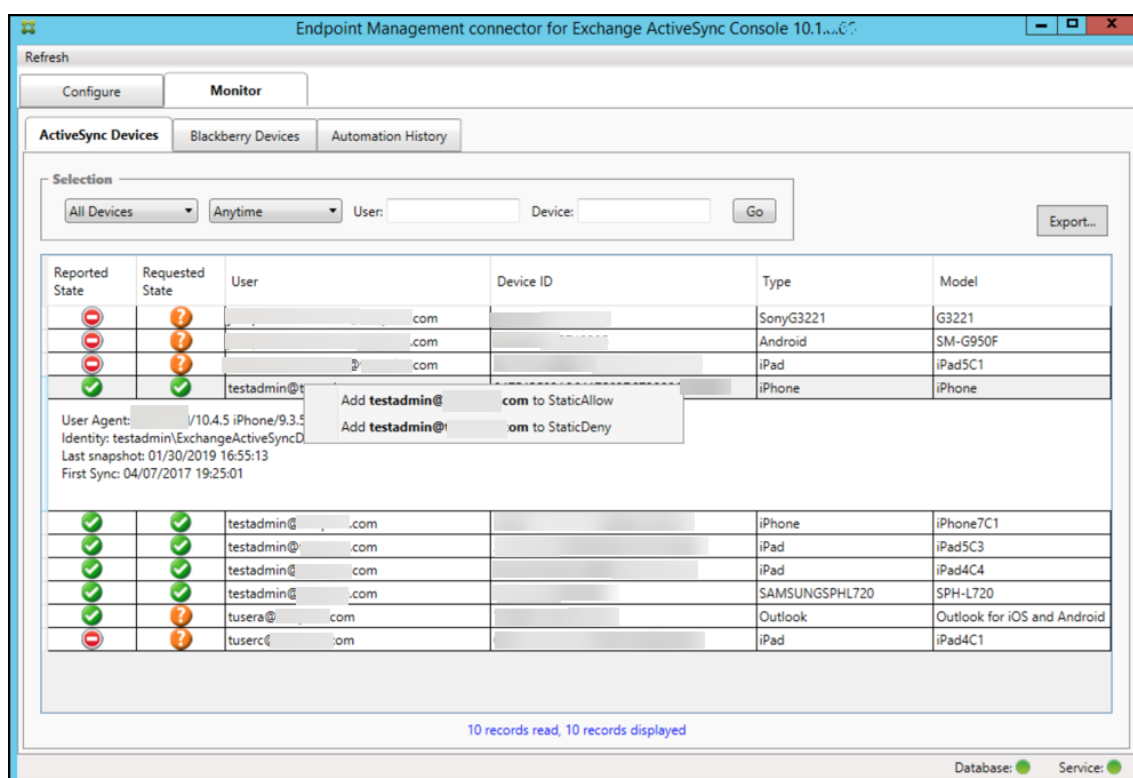 Endpoint Management connector for Exchange ActiveSync Console 10.1...
Refresh
Configure Monitor
ActiveSync Devices Blackberry Devices Automation History
Selection
All Devices Anytime User: Device: Go
Export...
Reported State Requested State User Device ID Type Model
.com SonyG3221 G3221
.com Android SM-G950F
@ com iPad iPad5C1
testadmin@t iPhone iPhone
Add testadmin@ com to StaticAllow
Add testadmin@ om to StaticDeny
User Agent: /10.4.5 iPhone/9.3.5
Identity: testadmin\ExchangeActiveSyncD
Last snapshot: 01/30/2019 16:55:13
First Sync: 04/07/2017 19:25:01
testadmin@ .com iPhone iPhone7C1
testadmin@ .com iPad iPad5C3
testadmin@ com iPad iPad4C4
testadmin@ .com SAMSUNGSPHL720 SPH-L720
tusera@ com Outlook Outlook for iOS and Android
tuserc om iPad iPad4C1
10 records read, 10 records displayed
Database: Service: